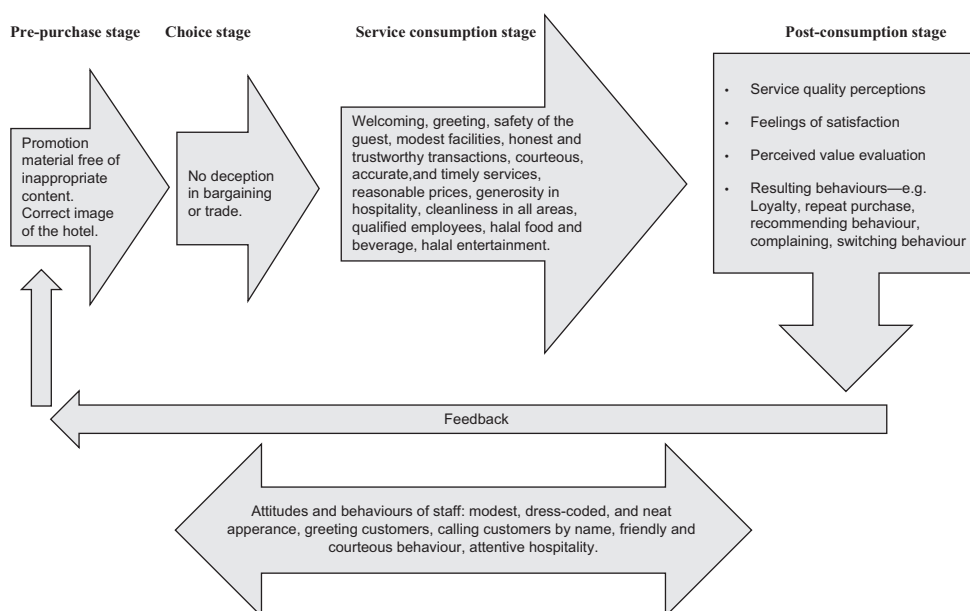 Pre-purchase stage
Choice stage
Service consumption stage
Post-consumption stage
Promotion
material free of
inappropriate
content.
Correct image
of the hotel.
No deception
in bargaining
or trade.
Welcoming, greeting, safety of the
guest, modest facilities, honest and
trustworthy transactions, courteous,
accurate,and timely services,
reasonable prices, generosity in
hospitality, cleanliness in all areas,
qualified employees, halal food and
beverage, halal entertainment.
• Service quality perceptions
• Feelings of satisfaction
• Perceived value evaluation
• Resulting behaviours—e.g.
Loyalty, repeat purchase,
recommending behaviour,
complaining, switching behaviour
Feedback
Attitudes and behaviours of staff: modest, dress-coded, and neat
apperance, greeting customers, calling customers by name, friendly and
courteous behaviour, attentive hospitality.